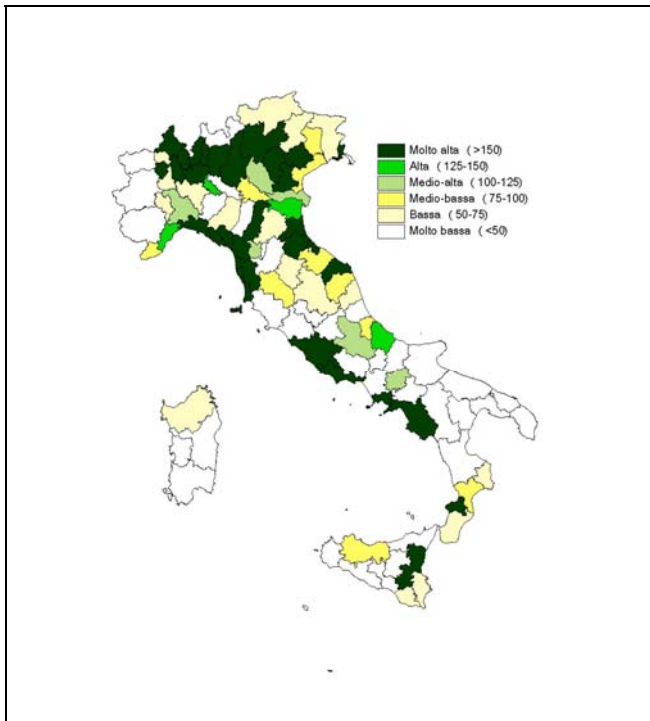 Molto alta (>150)
Alta (125-150)
Medio-alta (100-125)
Medio-bassa (75-100)
Bassa (50-75)
Molto bassa (<50)